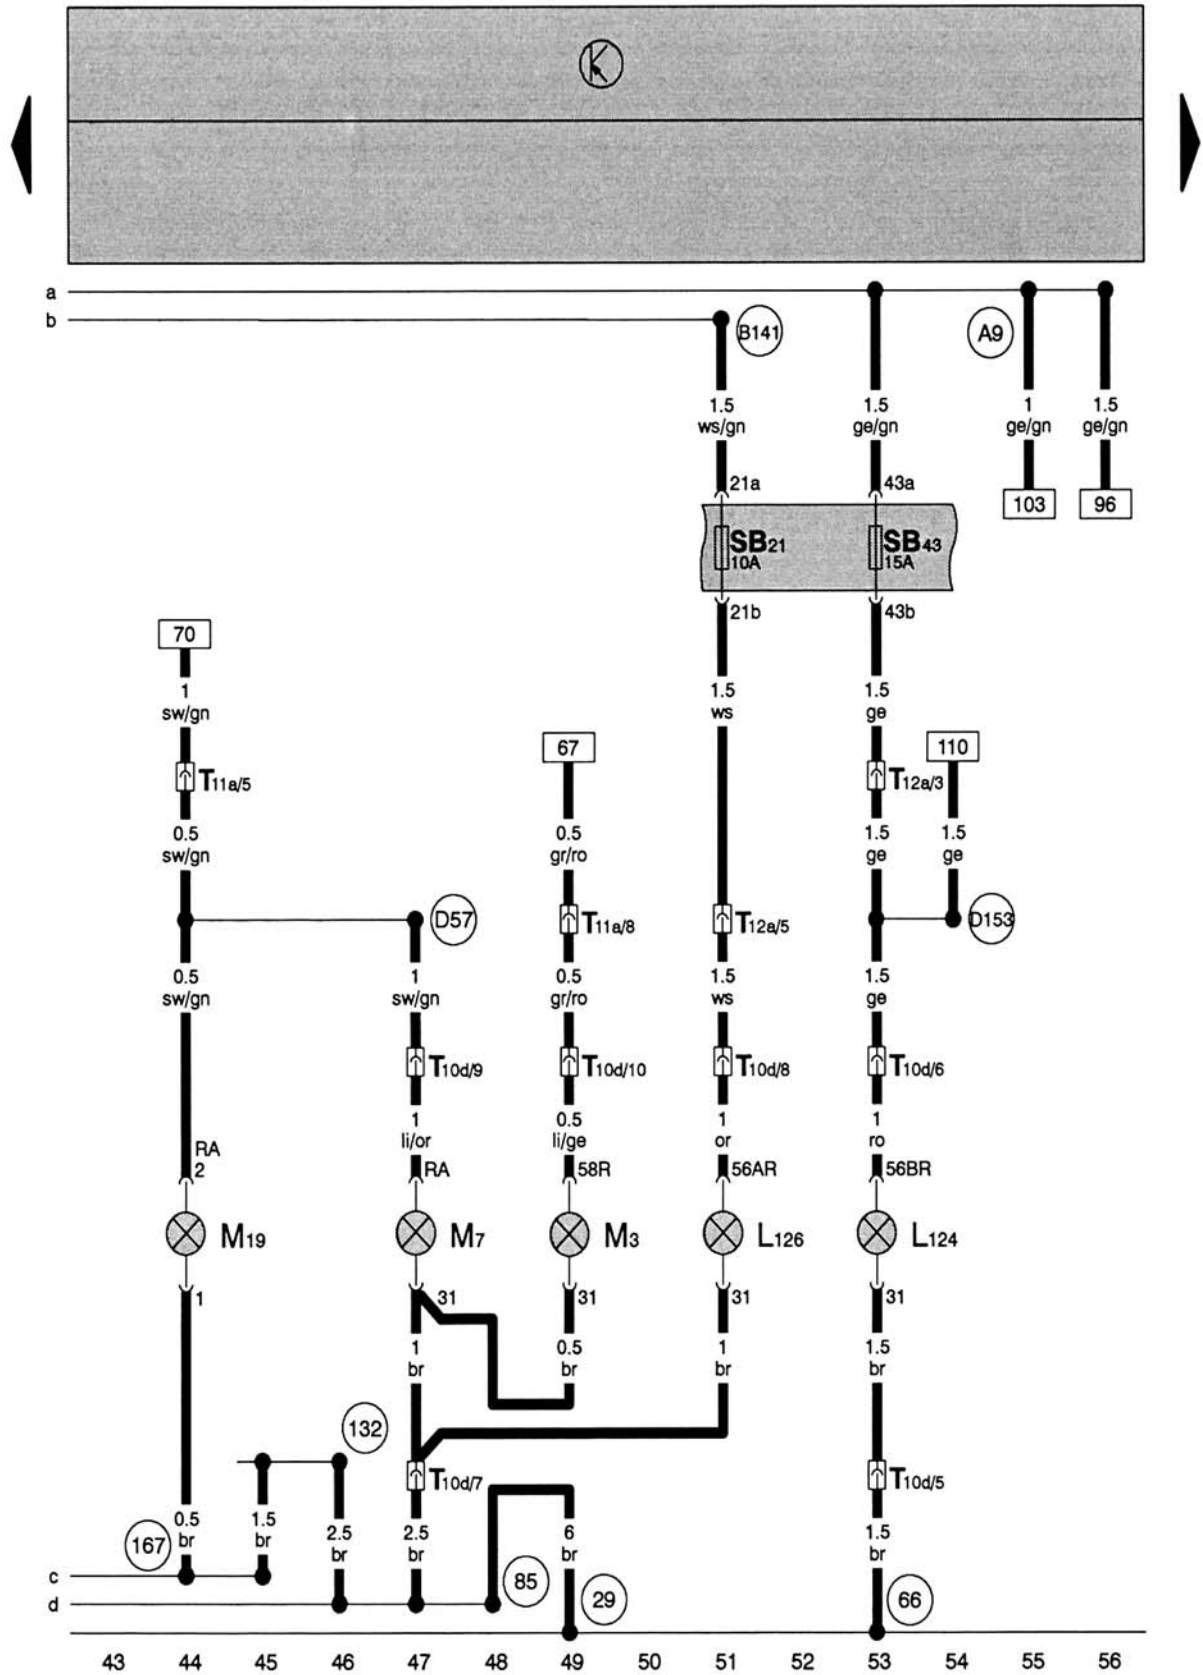 K
a
b
B141
A9
1.5
ws/gn
1.5
ge/gn
1
ge/gn
1.5
ge/gn
21a
43a
103
96
SB21
10A
SB43
15A
21b
43b
70
1
sw/gn
1.5
ws
1.5
ge
67
110
T11a/5
T12a/3
0.5
sw/gn
0.5
gr/ro
1.5
ge
1.5
ge
D57
T11a/8
T12a/5
D153
0.5
sw/gn
1
sw/gn
0.5
gr/ro
1.5
ws
1.5
ge
T10d/9
T10d/10
T10d/8
T10d/6
1
li/or
0.5
li/ge
1
or
1
ro
RA
2
RA
58R
56AR
56BR
M19
M7
M3
L126
L124
1
31
31
31
31
1
br
0.5
br
1
br
1.5
br
132
T10d/7
T10d/5
167
0.5
br
1.5
br
2.5
br
2.5
br
6
br
1.5
br
c
d
85
29
66
43 44 45 46 47 48 49 50 51 52 53 54 55 56